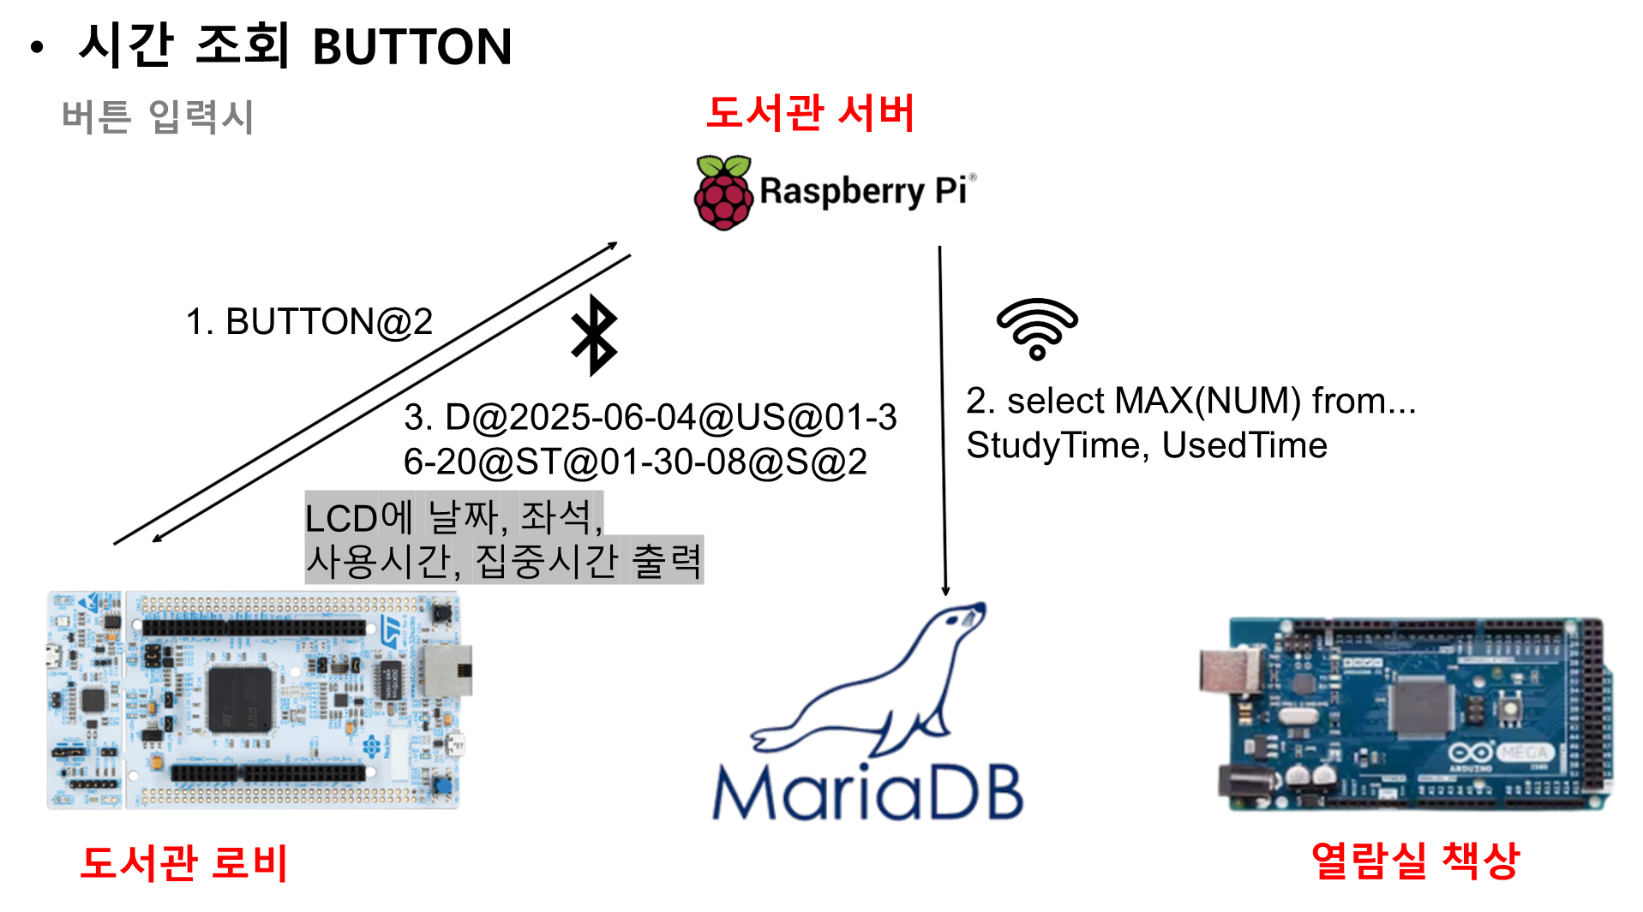 • 시간 조회 BUTTON
버튼 입력시
도서관 서버
Raspberry Pi®
1. BUTTON@2
3. D@2025-06-04@US@01-3
6-20@ST@01-30-08@S@2
LCD에 날짜, 좌석,
사용시간, 집중시간 출력
2. select MAX(NUM) from...
StudyTime, UsedTime
MariaDB
Nucleo
ARDUINO
MEGA
도서관 로비
열람실 책상